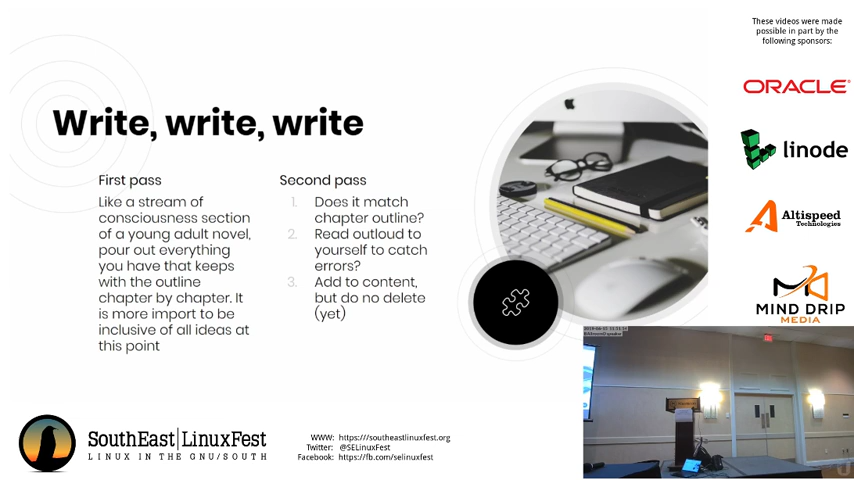 These videos were made
possible in part by the
following sponsors:
ORACLE
linode
Altispeed
Technologies
MIND DRIP
MEDIA
Write, write, write
First pass
Like a stream of
consciousness section
of a young adult novel,
pour out everything
you have that keeps
with the outline
chapter by chapter. It
is more import to be
inclusive of all ideas at
this point
Second pass
1. Does it match
chapter outline?
2. Read outloud to
yourself to catch
errors?
3. Add to content,
but do no delete
(yet)
SouthEast|LinuxFest
LINUX IN THE GNU/SOUTH
WWW: https://southeastlinuxfest.org
Twitter: @SELinuxFest
Facebook: https://fb.com/selinuxfest